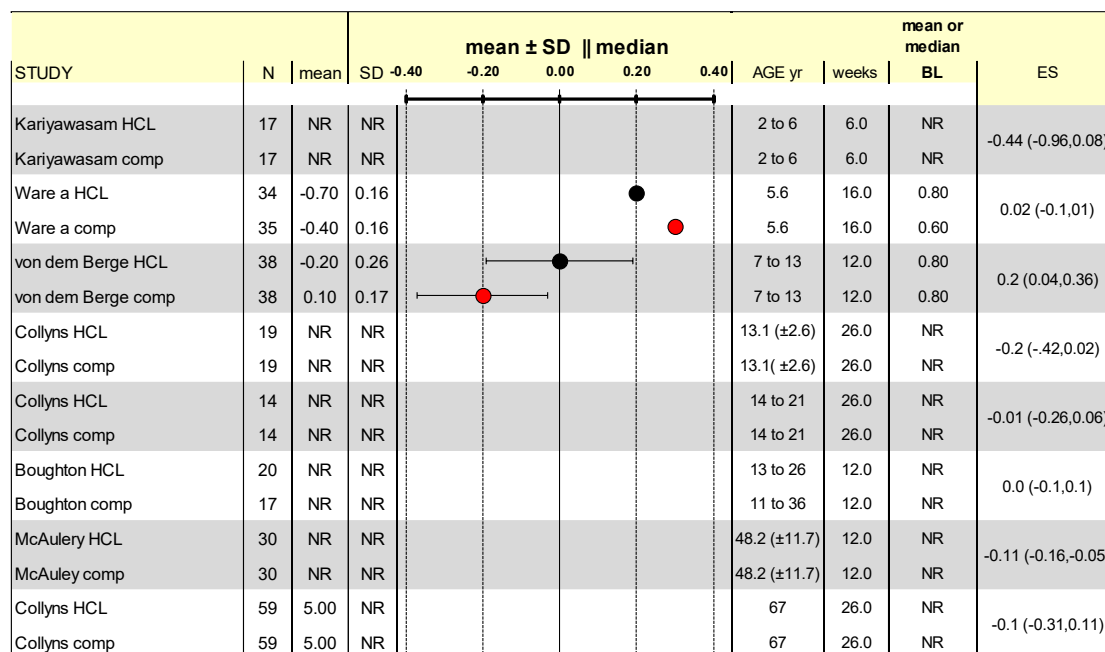 mean or
mean ± SD || median median
STUDY N mean SD -0.40 -0.20 0.00 0.20 0.40 AGE yr weeks BL ES
Kariyawasam HCL 17 NR NR 2 to 6 6.0 NR
-0.44 (-0.96,0.08)
Kariyawasam comp 17 NR NR 2 to 6 6.0 NR
Ware a HCL 34 -0.70 0.16 5.6 16.0 0.80
0.02 (-0.1,01)
Ware a comp 35 -0.40 0.16 5.6 16.0 0.60
von dem Berge HCL 38 -0.20 0.26 7 to 13 12.0 0.80
0.2 (0.04,0.36)
von dem Berge comp 38 0.10 0.17 7 to 13 12.0 0.80
Collyns HCL 19 NR NR 13.1 (±2.6) 26.0 NR
-0.2 (-.42,0.02)
Collyns comp 19 NR NR 13.1( ±2.6) 26.0 NR
Collyns HCL 14 NR NR 14 to 21 26.0 NR
-0.01 (-0.26,0.06)
Collyns comp 14 NR NR 14 to 21 26.0 NR
Boughton HCL 20 NR NR 13 to 26 12.0 NR
0.0 (-0.1,0.1)
Boughton comp 17 NR NR 11 to 36 12.0 NR
McAulery HCL 30 NR NR 48.2 (±11.7) 12.0 NR
-0.11 (-0.16,-0.05
McAuley comp 30 NR NR 48.2 (±11.7) 12.0 NR
Collyns HCL 59 5.00 NR 67 26.0 NR
-0.1 (-0.31,0.11)
Collyns comp 59 5.00 NR 67 26.0 NR